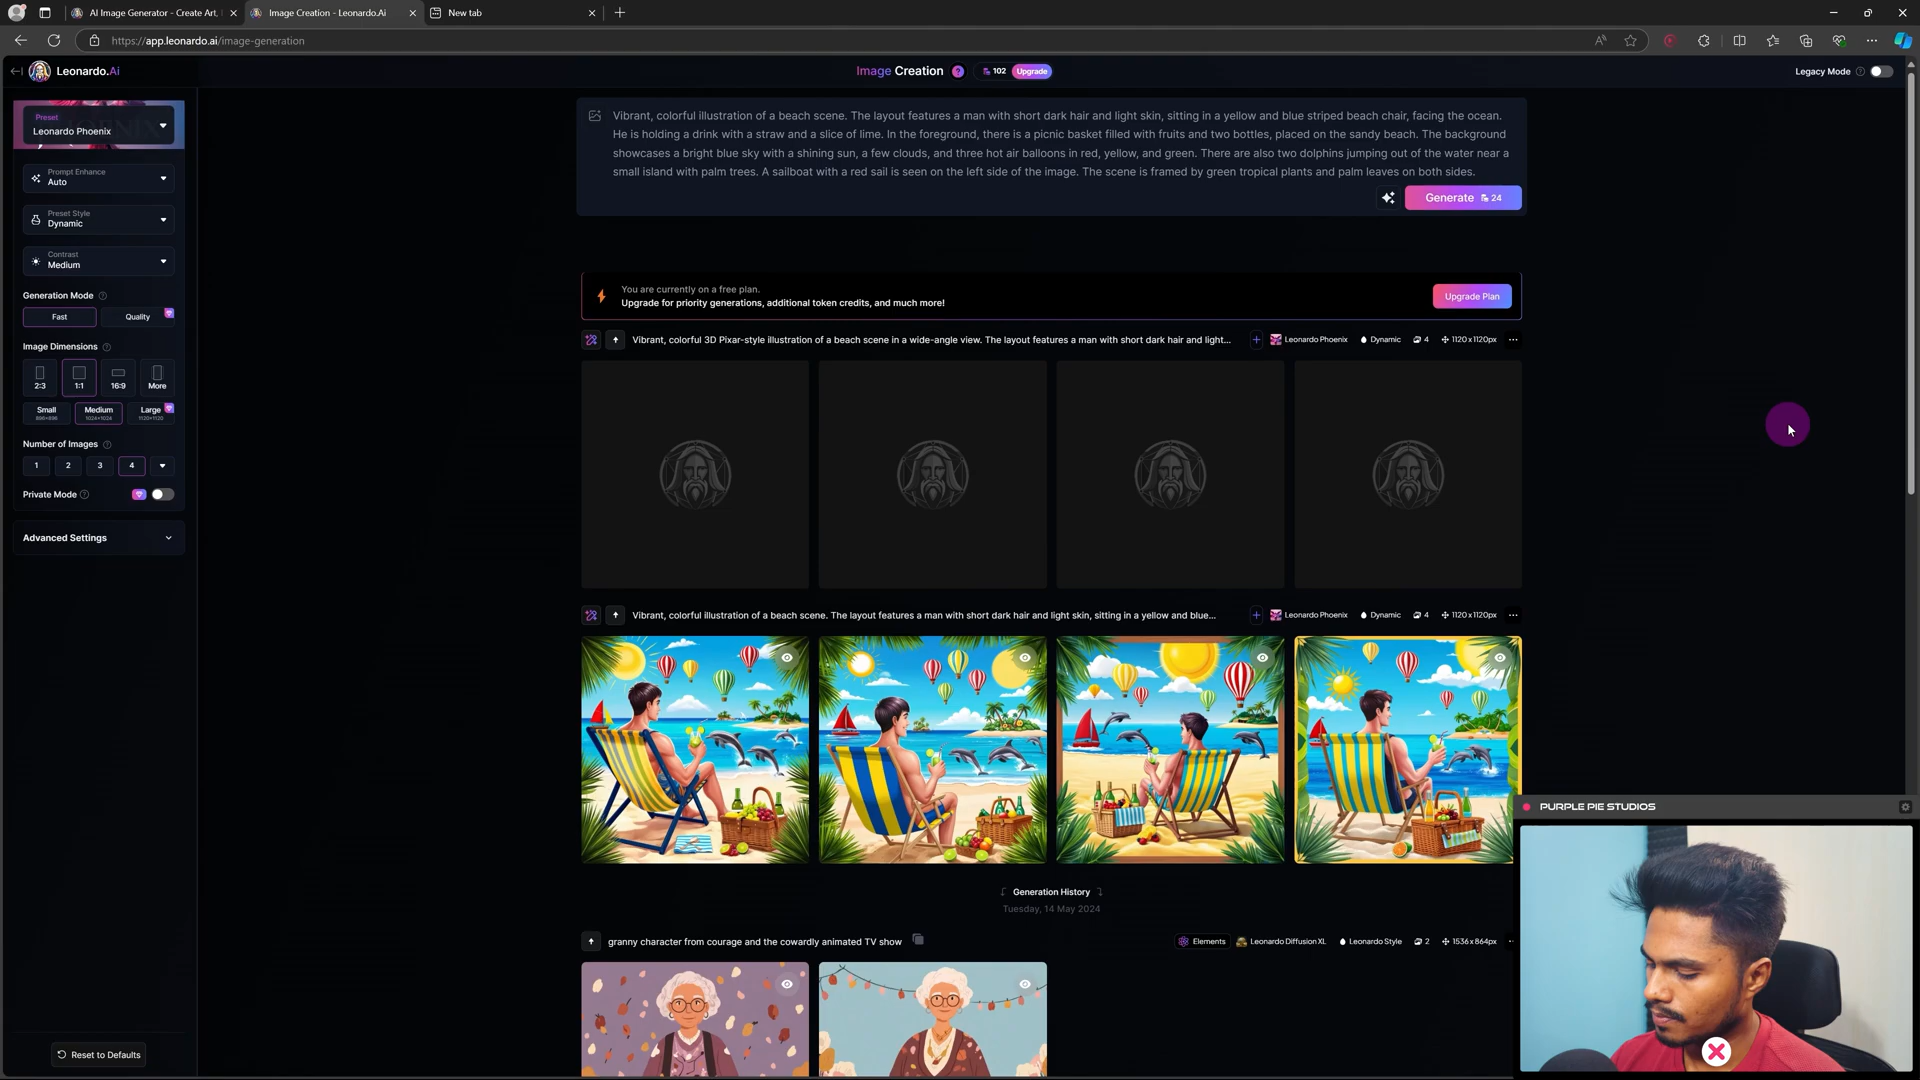 AI Image Generator - Create Art,
Image Creation - Leonardo.Ai
New tab
https://app.leonardo.ai/image-generation
Leonardo.Ai
Image Creation
?
102
Upgrade
Legacy Mode
Preset
Leonardo Phoenix
Prompt Enhance
Auto
Preset Style
Dynamic
Contrast
Medium
Generation Mode
Fast
Quality
Image Dimensions
2:3
1:1
16:9
More
Small
896×896
Medium
1024×1024
Large
1120×1120
Number of Images
1
2
3
4
Private Mode
Advanced Settings
Reset to Defaults
Vibrant, colorful illustration of a beach scene. The layout features a man with short dark hair and light skin, sitting in a yellow and blue striped beach chair, facing the ocean.
He is holding a drink with a straw and a slice of lime. In the foreground, there is a picnic basket filled with fruits and two bottles, placed on the sandy beach. The background
showcases a bright blue sky with a shining sun, a few clouds, and three hot air balloons in red, yellow, and green. There are also two dolphins jumping out of the water near a
small island with palm trees. A sailboat with a red sail is seen on the left side of the image. The scene is framed by green tropical plants and palm leaves on both sides.
Generate 24
You are currently on a free plan.
Upgrade for priority generations, additional token credits, and much more!
Upgrade Plan
Vibrant, colorful 3D Pixar-style illustration of a beach scene in a wide-angle view. The layout features a man with short dark hair and light...
Leonardo Phoenix
Dynamic
4
1120x1120px
Vibrant, colorful illustration of a beach scene. The layout features a man with short dark hair and light skin, sitting in a yellow and blue...
Leonardo Phoenix
Dynamic
4
1120x1120px
Generation History
Tuesday, 14 May 2024
granny character from courage and the cowardly animated TV show
Elements
Leonardo Diffusion XL
Leonardo Style
2
1536x864px
PURPLE PIE STUDIOS